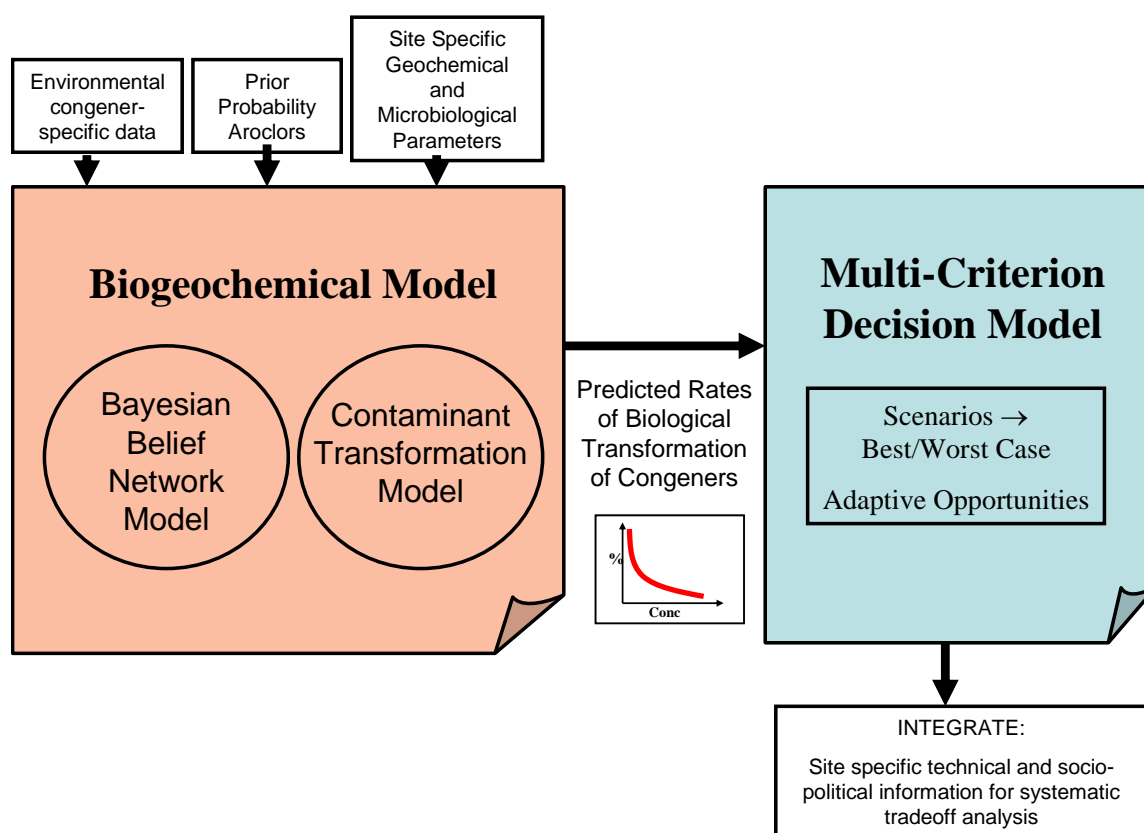 Environmental
congener-
specific data
Prior
Probability
Aroclors
Site Specific
Geochemical
and
Microbiological
Parameters
Biogeochemical Model
Bayesian
Belief
Network
Model
Contaminant
Transformation
Model
Predicted Rates
of Biological
Transformation
of Congeners
%
Conc
Multi-Criterion
Decision Model
Scenarios →
Best/Worst Case
Adaptive Opportunities
INTEGRATE:
Site specific technical and socio-
political information for systematic
tradeoff analysis